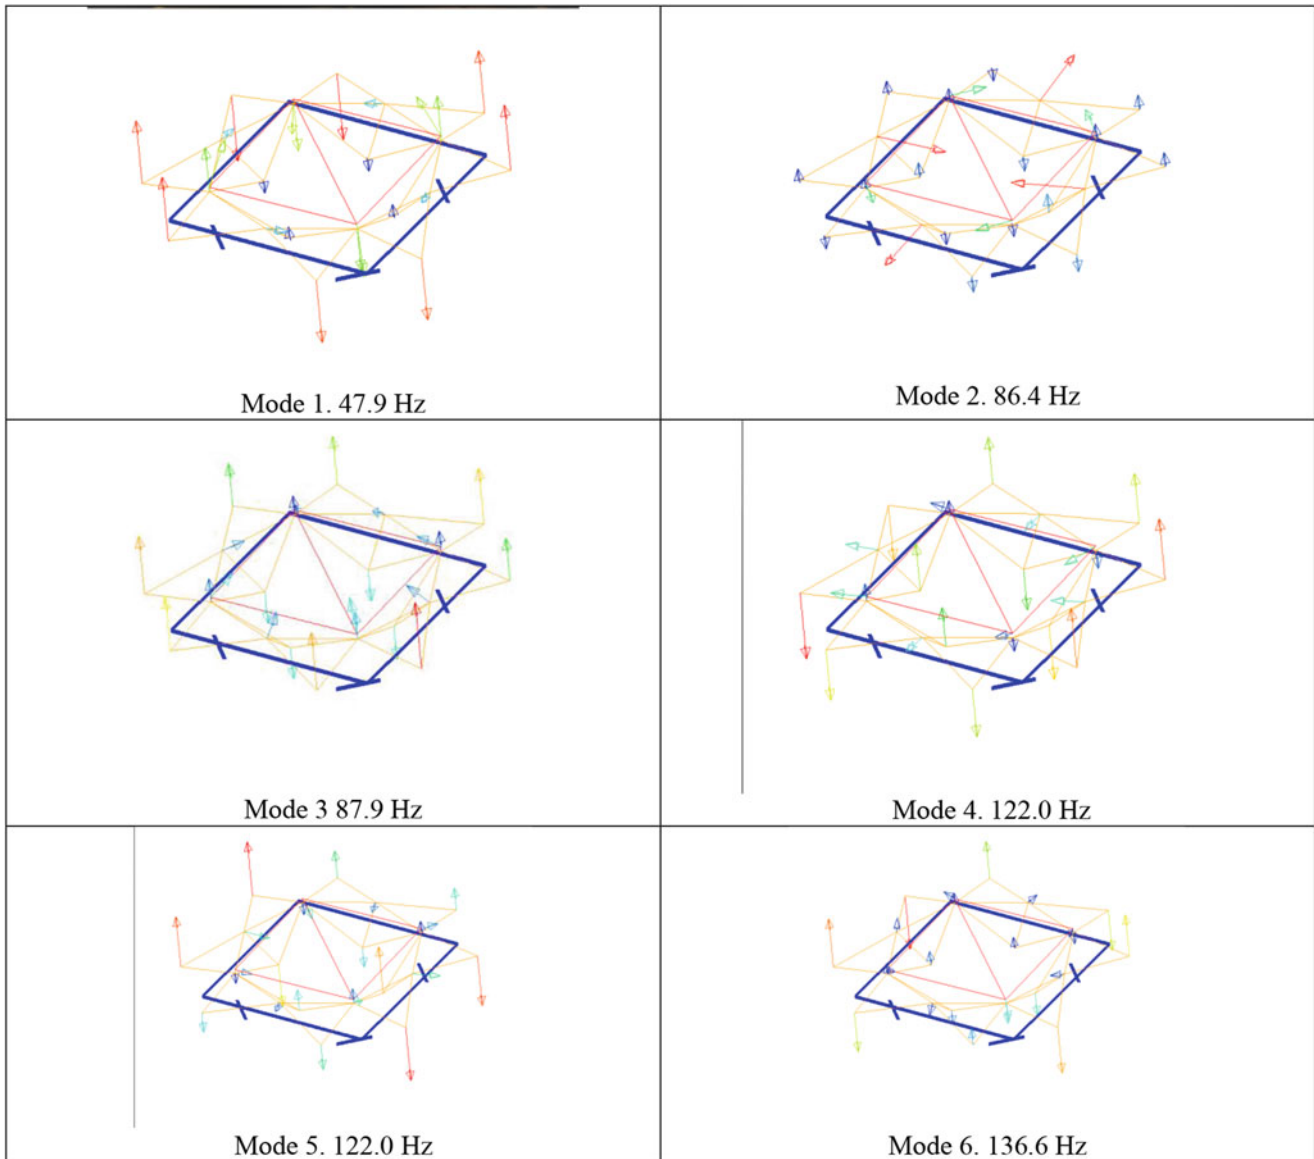 Mode 1. 47.9 Hz
Mode 2. 86.4 Hz
Mode 3 87.9 Hz
Mode 4. 122.0 Hz
Mode 5. 122.0 Hz
Mode 6. 136.6 Hz